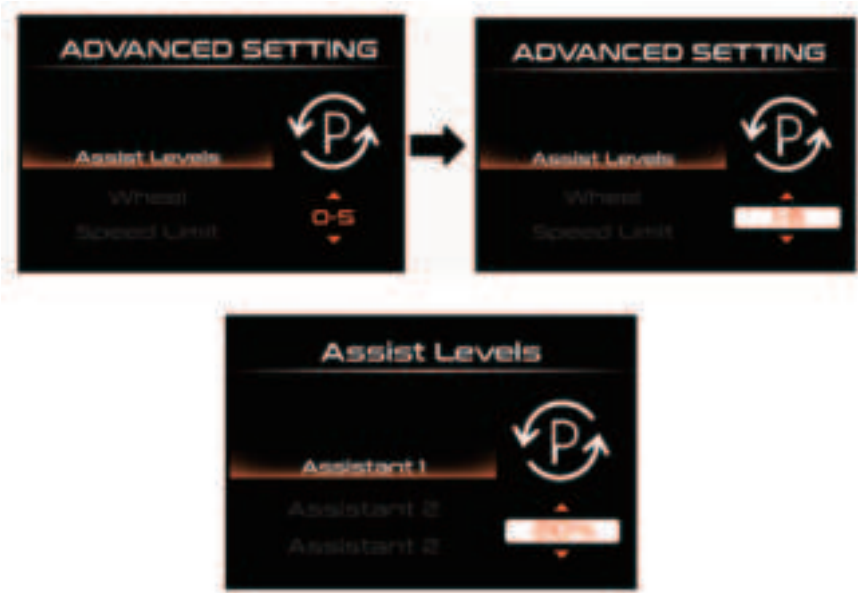 ADVANCED SETTING
P
Assist Levels
Wheel
Speed Limit
0-5
ADVANCED SETTING
P
Assist Levels
Wheel
Speed Limit
Assist Levels
P
Assistant 1
Assistant 2
Assistant 2